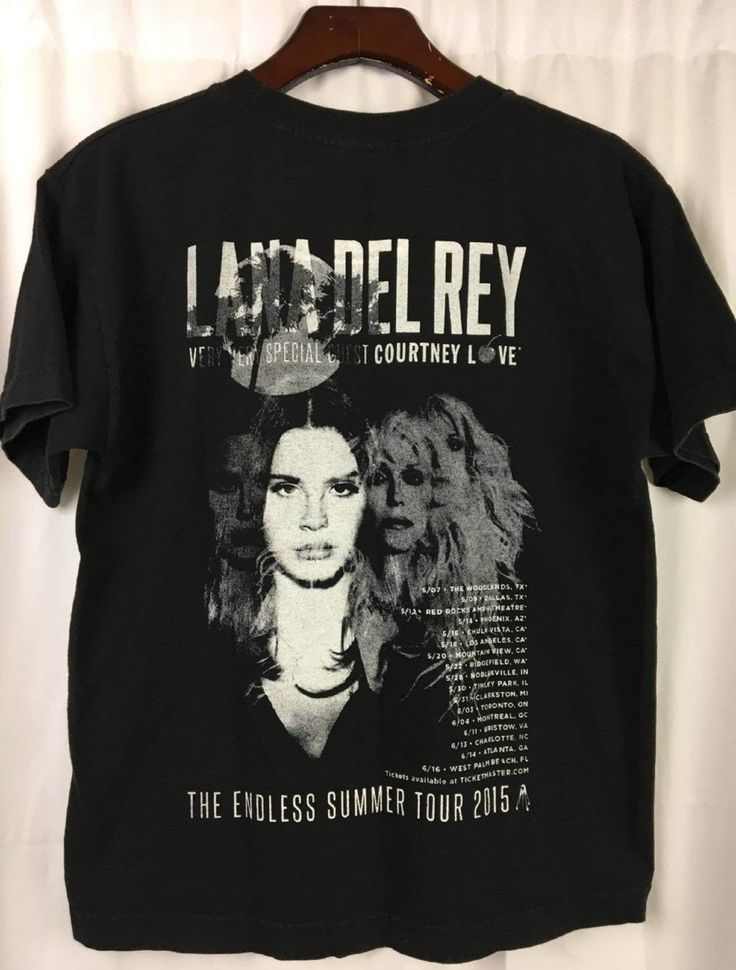 LANA DEL REY
VERY VERY SPECIAL GUEST COURTNEY LOVE*
5/07 • THE WOODLANDS, TX*
5/09 • DALLAS, TX*
5/12 • RED ROCKS AMPHITHEATRE*
5/14 • PHOENIX, AZ*
5/16 • CHULA VISTA, CA*
5/18 • LOS ANGELES, CA*
5/20 • MOUNTAIN VIEW, CA*
5/22 • RIDGEFIELD, WA*
5/28 • NOBLESVILLE, IN
5/30 • TINLEY PARK, IL
5/31 • CLARKSTON, MI
6/03 • TORONTO, ON
6/04 • MONTREAL, QC
6/11 • BRISTOW, VA
6/13 • CHARLOTTE, NC
6/14 • ATLANTA, GA
6/16 • WEST PALM BEACH, FL
Tickets available at TICKETMASTER.COM
THE ENDLESS SUMMER TOUR 2015